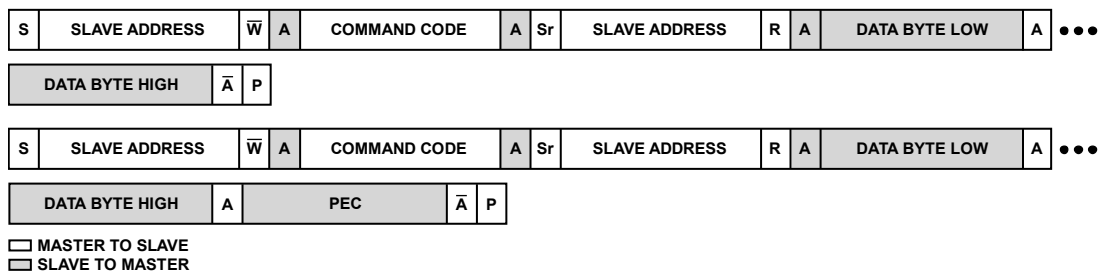 S SLAVE ADDRESS W̅ A COMMAND CODE A Sr SLAVE ADDRESS R A DATA BYTE LOW A •••
DATA BYTE HIGH A̅ P
S SLAVE ADDRESS W̅ A COMMAND CODE A Sr SLAVE ADDRESS R A DATA BYTE LOW A •••
DATA BYTE HIGH A PEC A̅ P
MASTER TO SLAVE
SLAVE TO MASTER